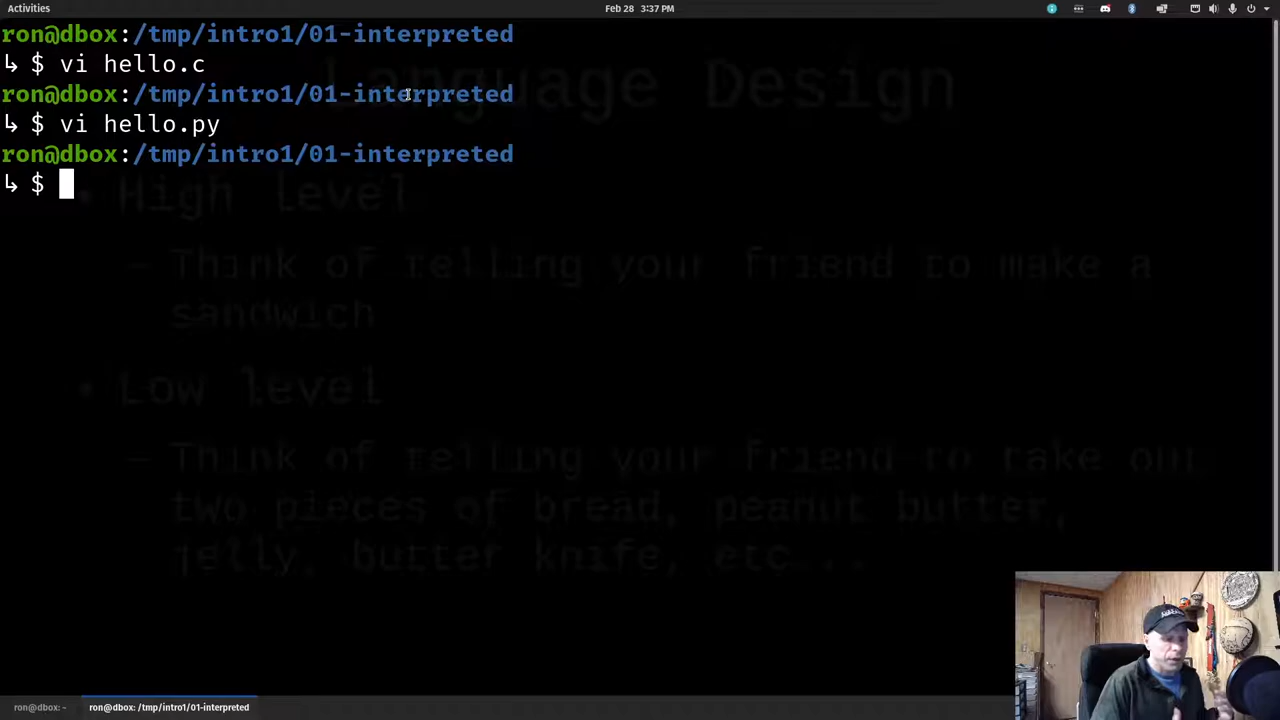 Activities
Feb 28 3:37 PM
ron@dbox:/tmp/intro1/01-interpreted
↳ $ vi hello.c
Language Design
ron@dbox:/tmp/intro1/01-interpreted
↳ $ vi hello.py
ron@dbox:/tmp/intro1/01-interpreted
↳ $
• High level
– Think of telling your friend to make a
sandwich
• Low level
– Think of telling your friend to take out
two pieces of bread, peanut butter,
jelly, butter knife, etc...
ron@dbox: ~
ron@dbox: /tmp/intro1/01-interpreted